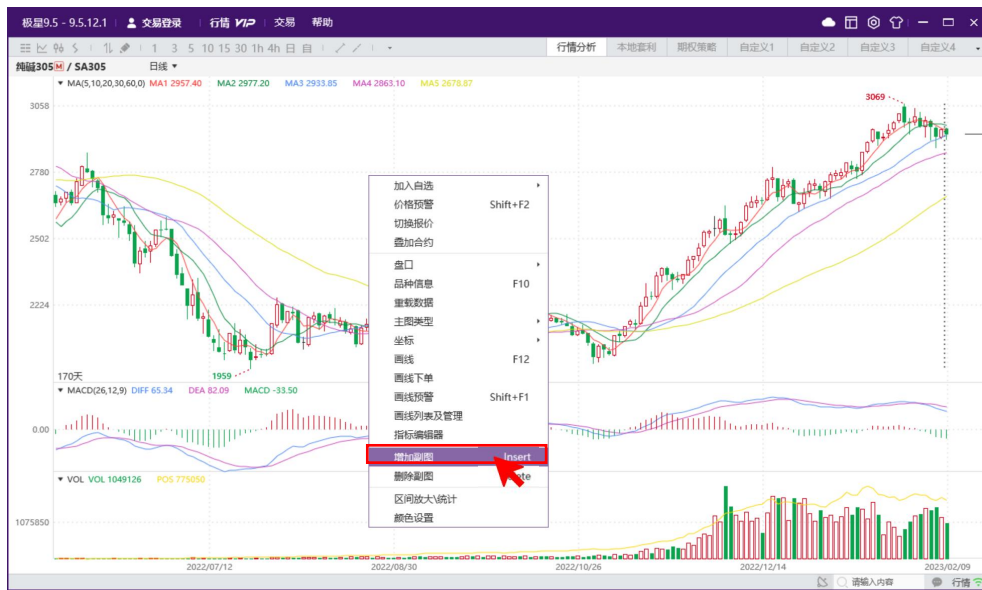 极星9.5 - 9.5.12.1 交易登录 行情 VIP 交易 帮助
1 3 5 10 15 30 1h 4h 日 自 行情分析 本地套利 期权策略 自定义1 自定义2 自定义3 自定义4
纯碱305 M / SA305 日线
MA(5,10,20,30,60,0) MA1 2957.40 MA2 2977.20 MA3 2933.85 MA4 2863.10 MA5 2678.87
3069
3058
2780
2502
2224
1959
170天
加入自选
价格预警 Shift+F2
切换报价
叠加合约
盘口
品种信息 F10
重载数据
主图类型
坐标
画线 F12
画线下单
画线预警 Shift+F1
画线列表及管理
指标编辑器
增加副图 Insert
删除副图
区间放大\统计
颜色设置
MACD(26,12,9) DIFF 65.34 DEA 82.09 MACD -33.50
0.00
VOL VOL 1049126 POS 775050
1075850
2022/07/12 2022/08/30 2022/10/26 2022/12/14 2023/02/09
请输入内容 行情